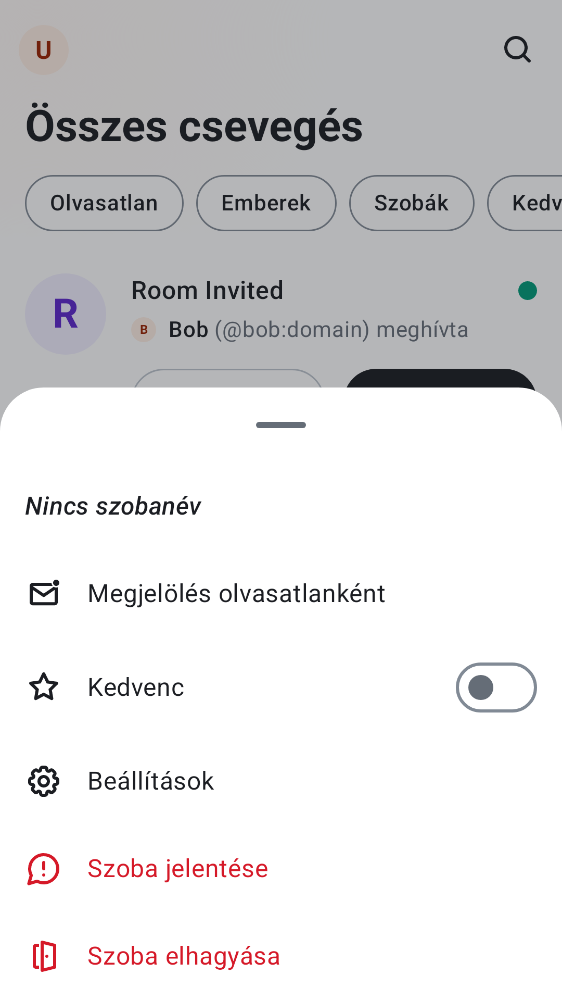 U
Összes csevegés
Olvasatlan Emberek Szobák Kedv
R
Room Invited
B Bob (@bob:domain) meghívta
Nincs szobanév
Megjelölés olvasatlanként
Kedvenc
Beállítások
Szoba jelentése
Szoba elhagyása